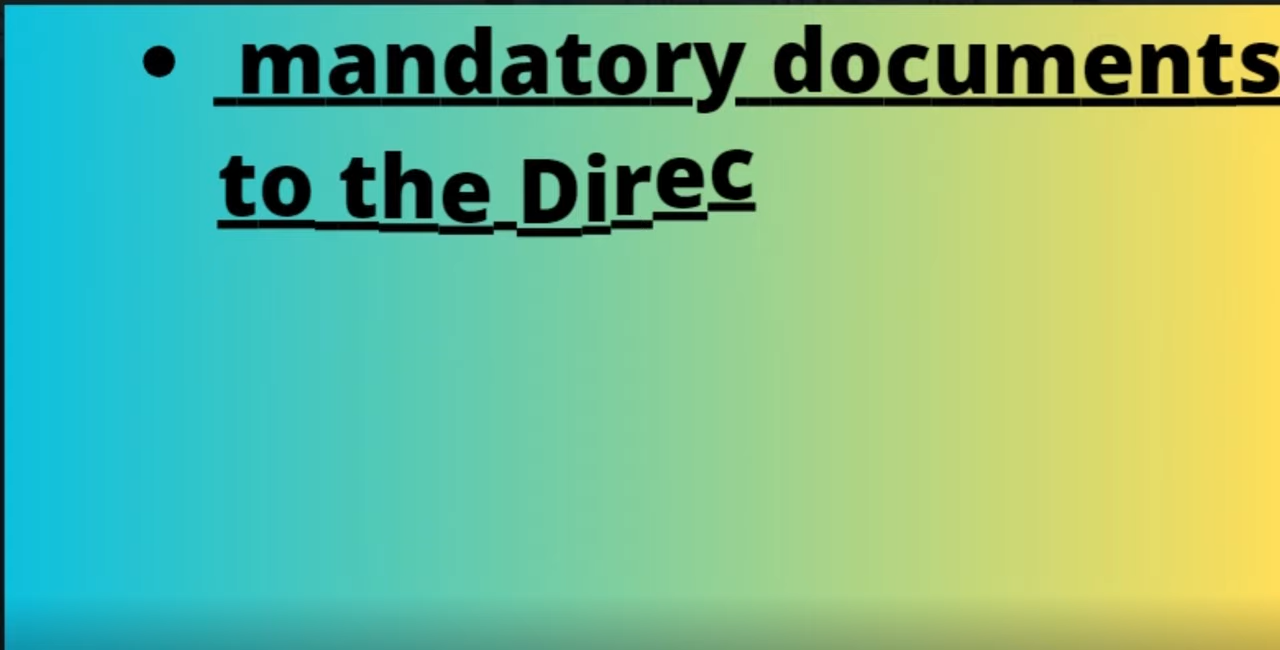 • mandatory documents
to the Direc